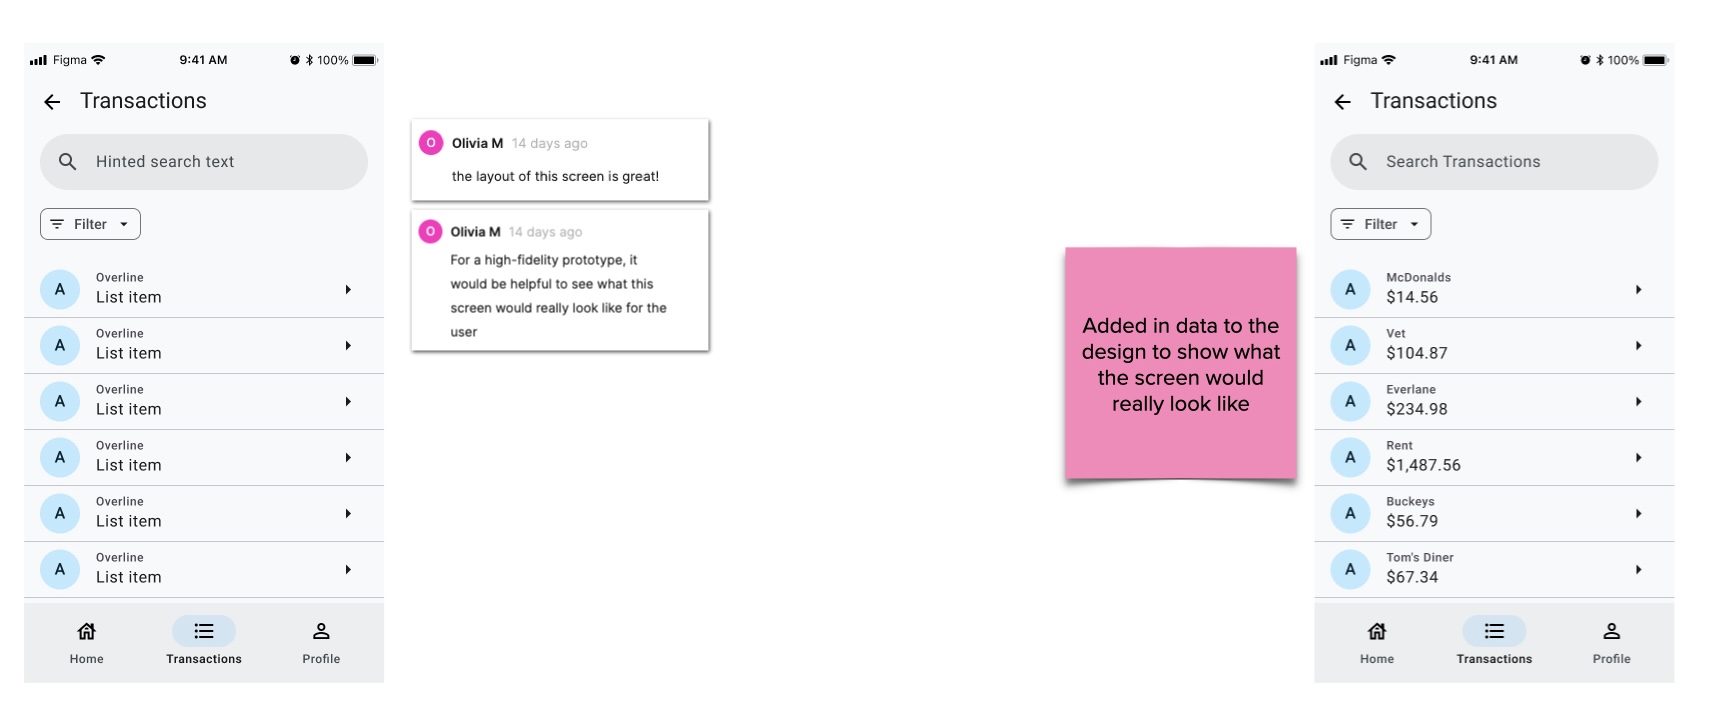 Figma 9:41 AM 100%
Transactions
Hinted search text
Filter
A
Overline
List item
A
Overline
List item
A
Overline
List item
A
Overline
List item
A
Overline
List item
A
Overline
List item
Home Transactions Profile
O Olivia M 14 days ago
the layout of this screen is great!
O Olivia M 14 days ago
For a high-fidelity prototype, it
would be helpful to see what this
screen would really look like for the
user
Added in data to the
design to show what
the screen would
really look like
Figma 9:41 AM 100%
Transactions
Search Transactions
Filter
A
McDonalds
$14.56
A
Vet
$104.87
A
Everlane
$234.98
A
Rent
$1,487.56
A
Buckeys
$56.79
A
Tom's Diner
$67.34
Home Transactions Profile